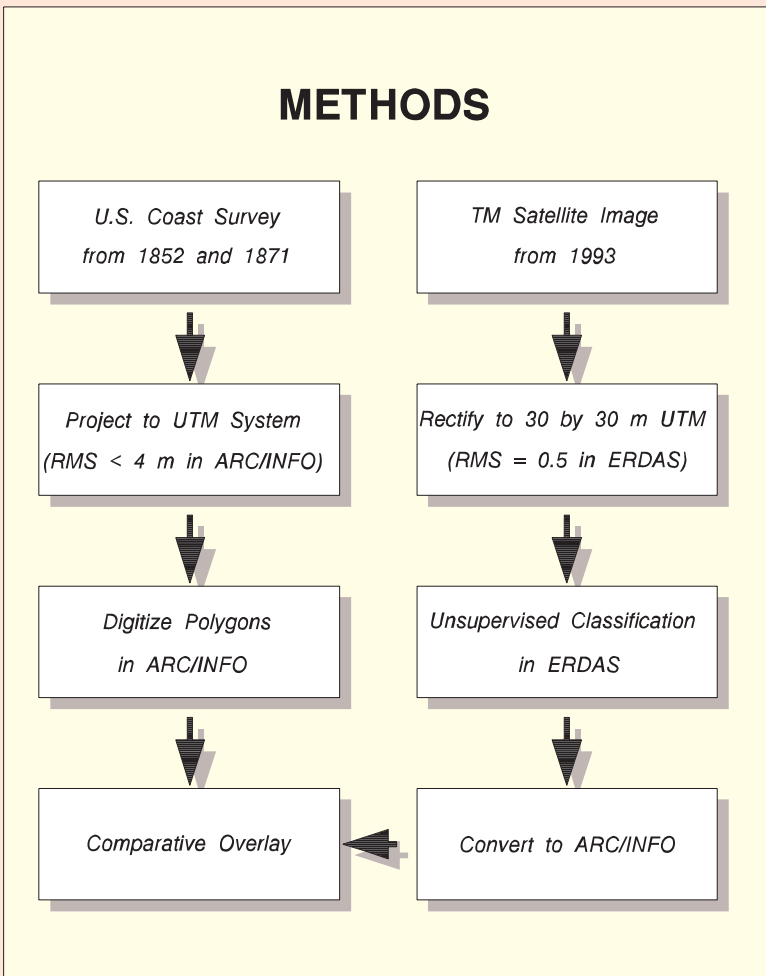 METHODS
U.S. Coast Survey
from 1852 and 1871
TM Satellite Image
from 1993
Project to UTM System
(RMS < 4 m in ARC/INFO)
Rectify to 30 by 30 m UTM
(RMS = 0.5 in ERDAS)
Digitize Polygons
in ARC/INFO
Unsupervised Classification
in ERDAS
Comparative Overlay
Convert to ARC/INFO